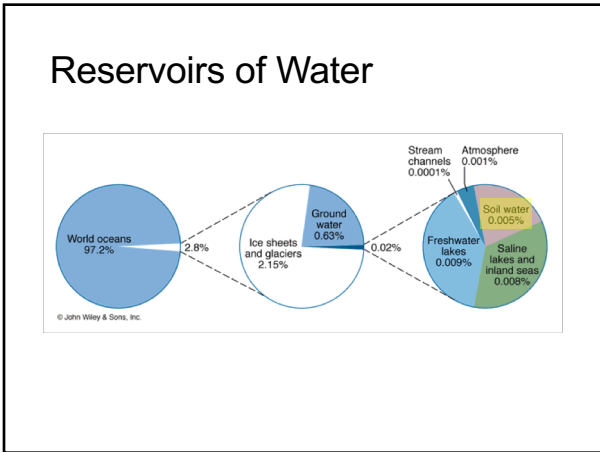 Reservoirs of Water
World oceans
97.2%
2.8%
Ice sheets
and glaciers
2.15%
Ground
water
0.63%
0.02%
Stream
channels
0.0001%
Atmosphere
0.001%
Soil water
0.005%
Freshwater
lakes
0.009%
Saline
lakes and
inland seas
0.008%
© John Wiley & Sons, Inc.